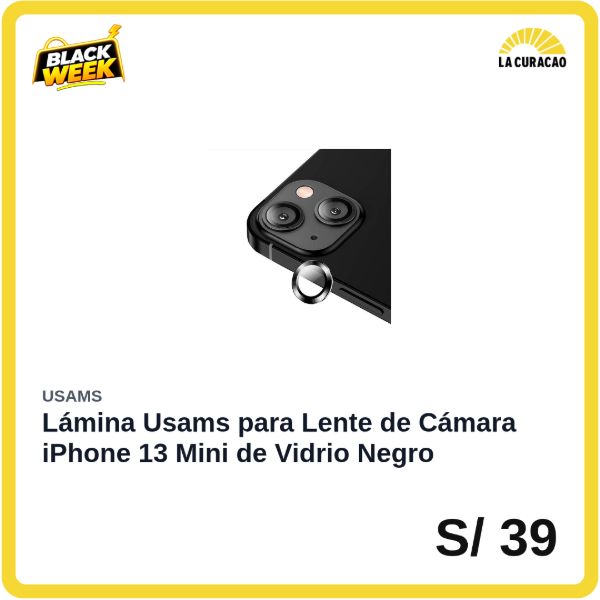 BLACK
WEEK
LA CURACAO
USAMS
Lámina Usams para Lente de Cámara
iPhone 13 Mini de Vidrio Negro
S/ 39